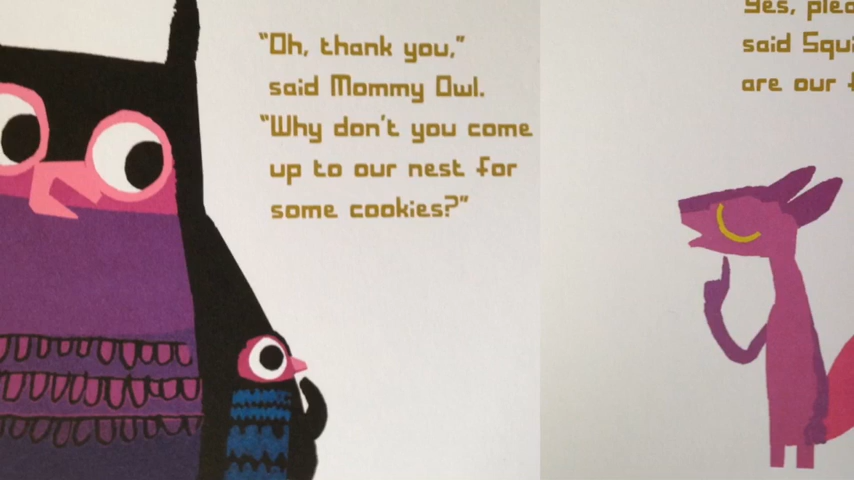 “Oh, thank you,”
said Mommy Owl.
“Why don’t you come
up to our nest for
some cookies?”
Yes,
said
are our